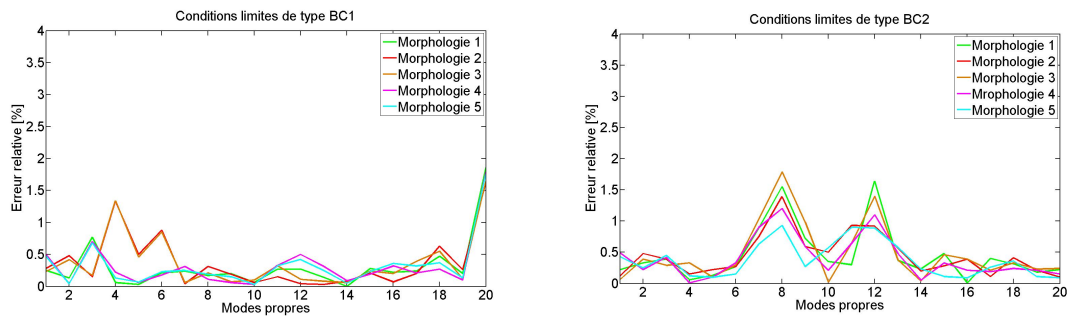 Conditions limites de type BC1
4
3.5
3
2.5
2
1.5
1
0.5
0
Erreur relative [%]
Morphologie 1
Morphologie 2
Morphologie 3
Morphologie 4
Morphologie 5
2 4 6 8 10 12 14 16 18 20
Modes propres
Conditions limites de type BC2
4
3.5
3
2.5
2
1.5
1
0.5
0
Erreur relative [%]
Morphologie 1
Morphologie 2
Morphologie 3
Morphologie 4
Morphologie 5
2 4 6 8 10 12 14 16 18 20
Modes propres